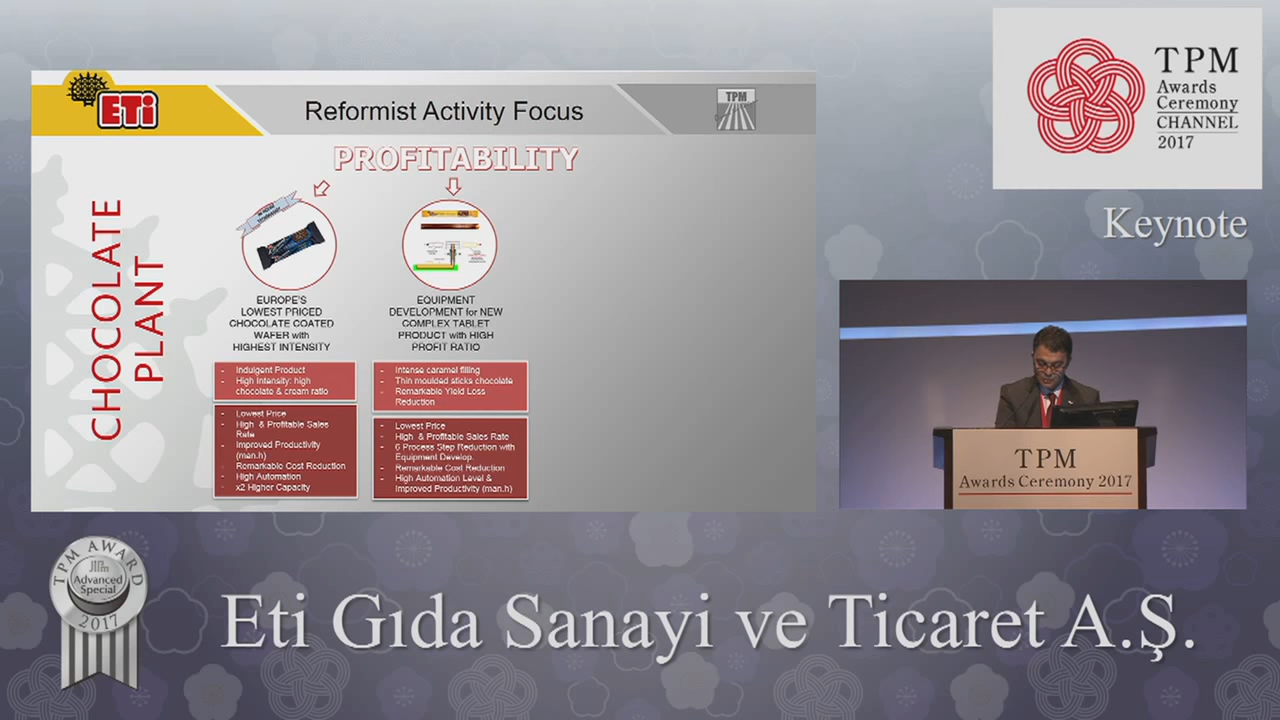 ETi
Reformist Activity Focus
TPM
PROFITABILITY
CHOCOLATE
PLANT
EUROPE'S
LOWEST PRICED
CHOCOLATE COATED
WAFER with
HIGHEST INTENSITY
- Indulgent Product
- High Intensity: high
chocolate & cream ratio
- Lowest Price
- High & Profitable Sales
Rate
- Improved Productivity
(man.h)
- Remarkable Cost Reduction
- High Automation
- x2 Higher Capacity
EQUIPMENT
DEVELOPMENT for NEW
COMPLEX TABLET
PRODUCT with HIGH
PROFIT RATIO
- Intense caramel filling
- Thin moulded sticks chocolate
- Remarkable Yield Loss
Reduction
- Lowest Price
- High & Profitable Sales Rate
- 6 Process Step Reduction with
Equipment Develop.
- Remarkable Cost Reduction
- High Automation Level &
Improved Productivity (man.h)
TPM
Awards
Ceremony
CHANNEL
2017
Keynote
TPM
Awards Ceremony 2017
TPM AWARD
JIPM
Advanced
Special
2017
Eti Gıda Sanayi ve Ticaret A.Ş.